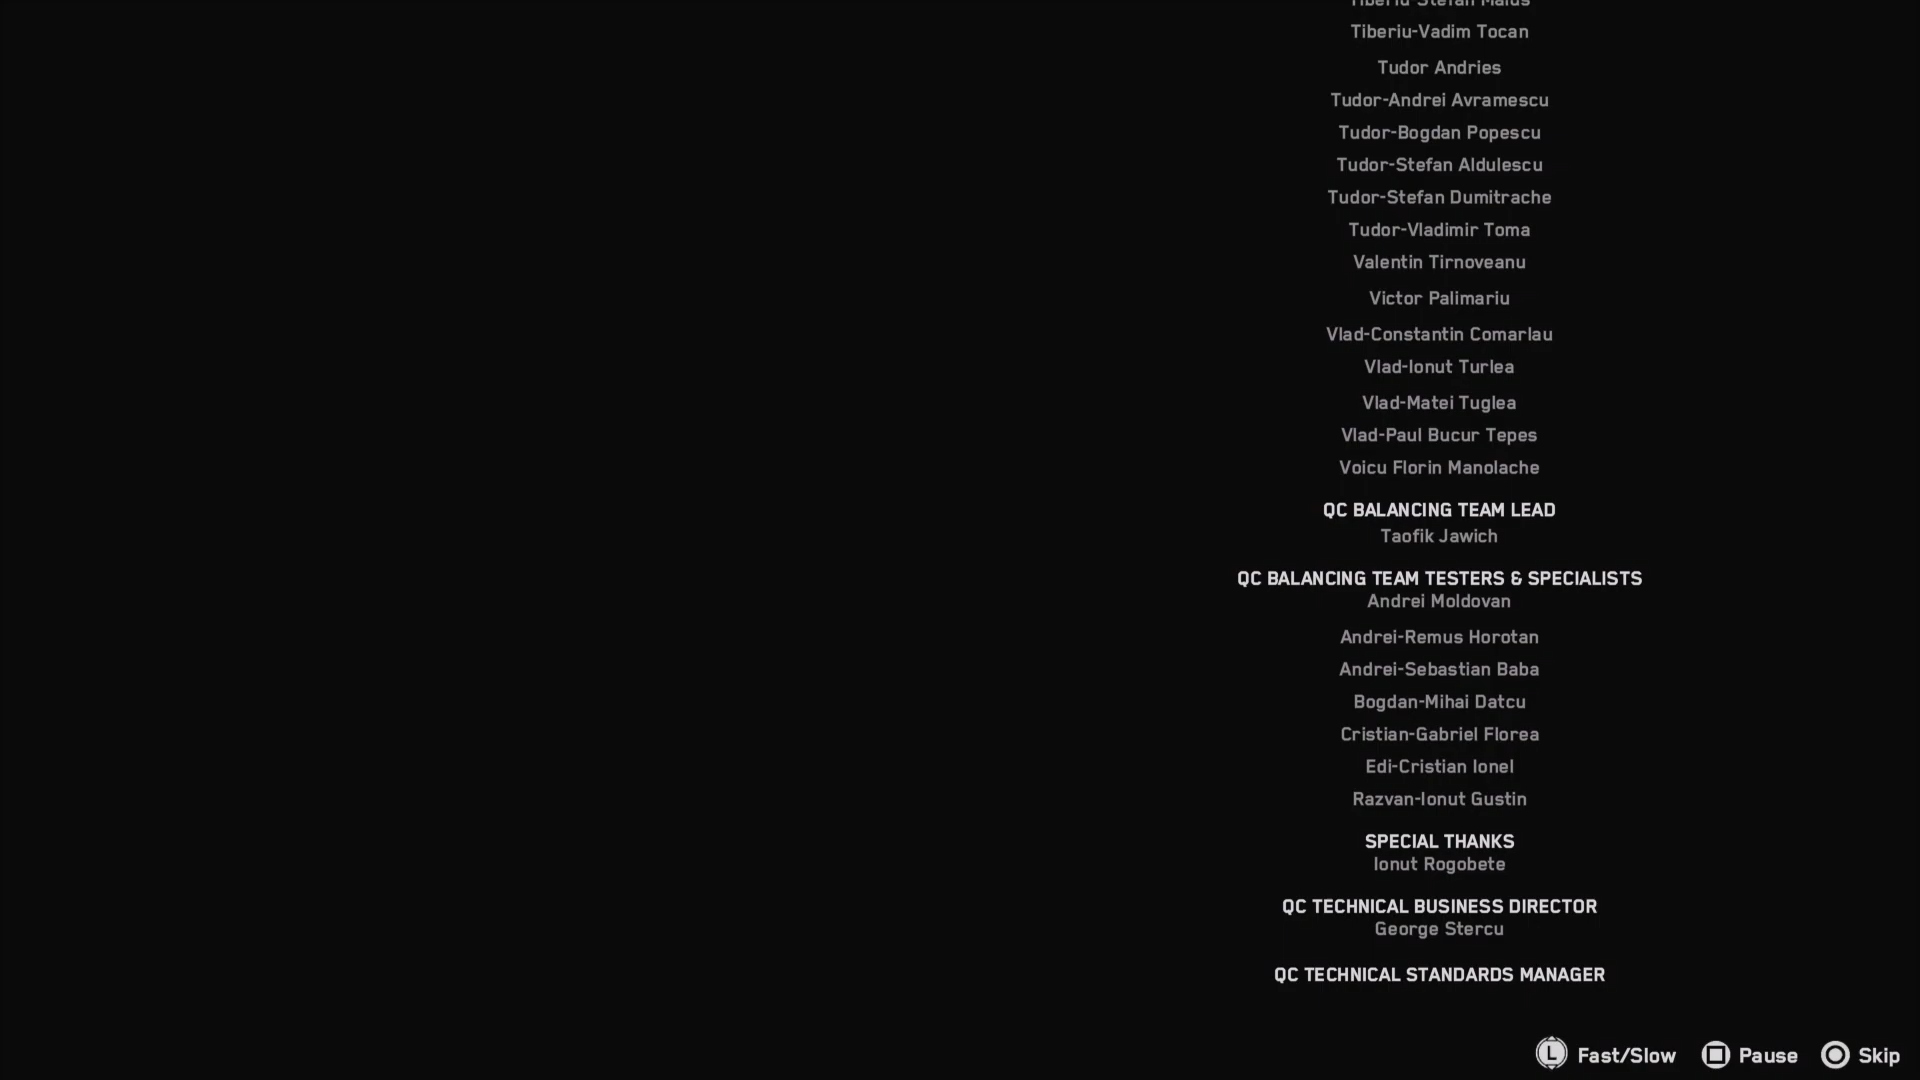 Tiberiu-Stefan Maius
Tiberiu-Vadim Tocan
Tudor Andries
Tudor-Andrei Avramescu
Tudor-Bogdan Popescu
Tudor-Stefan Aldulescu
Tudor-Stefan Dumitrache
Tudor-Vladimir Toma
Valentin Tirnoveanu
Victor Palimariu
Vlad-Constantin Comarlau
Vlad-Ionut Turlea
Vlad-Matei Tuglea
Vlad-Paul Bucur Tepes
Voicu Florin Manolache
QC BALANCING TEAM LEAD
Taofik Jawich
QC BALANCING TEAM TESTERS & SPECIALISTS
Andrei Moldovan
Andrei-Remus Horotan
Andrei-Sebastian Baba
Bogdan-Mihai Datcu
Cristian-Gabriel Florea
Edi-Cristian Ionel
Razvan-Ionut Gustin
SPECIAL THANKS
Ionut Rogobete
QC TECHNICAL BUSINESS DIRECTOR
George Stercu
QC TECHNICAL STANDARDS MANAGER
L Fast/Slow Pause Skip